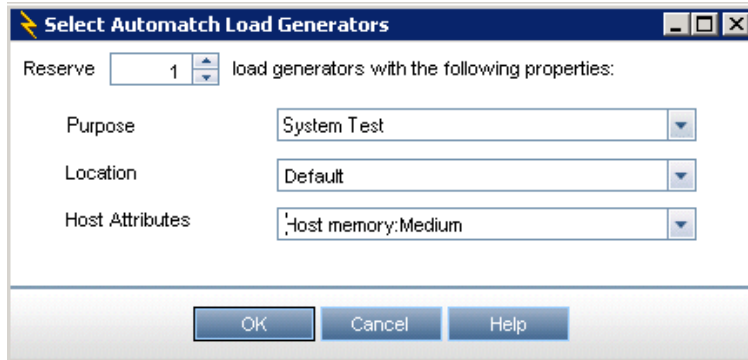 Select Automatch Load Generators
Reserve 1 load generators with the following properties:
Purpose System Test
Location Default
Host Attributes Host memory:Medium
OK Cancel Help